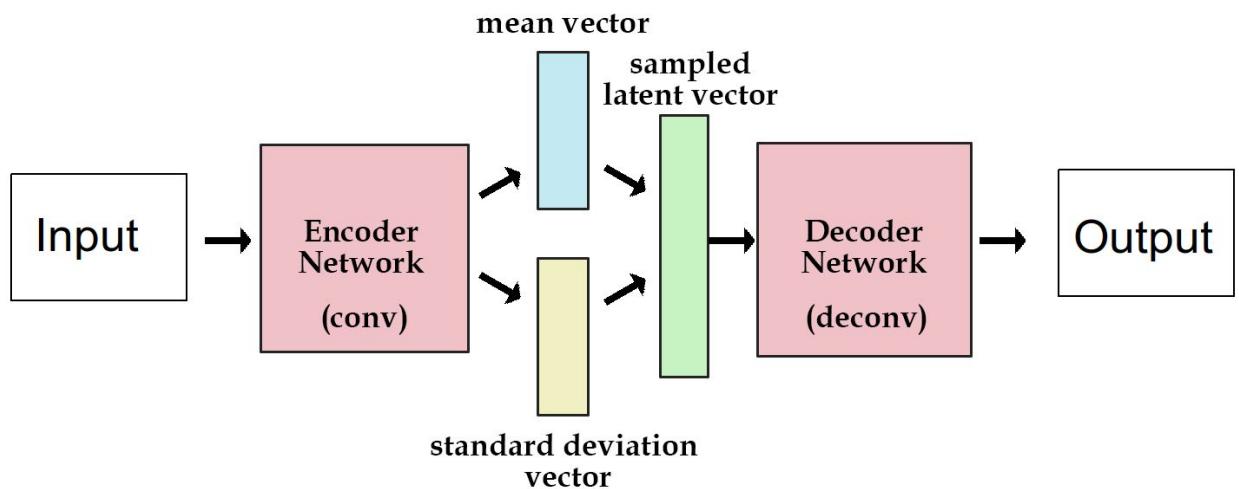 mean vector
sampled
latent vector
Input
Encoder
Network
(conv)
Decoder
Network
(deconv)
Output
standard deviation
vector